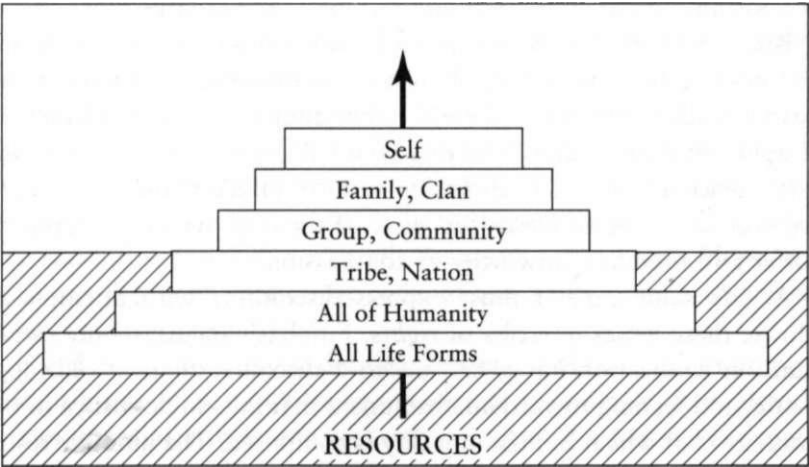 Self
Family, Clan
Group, Community
Tribe, Nation
All of Humanity
All Life Forms
RESOURCES